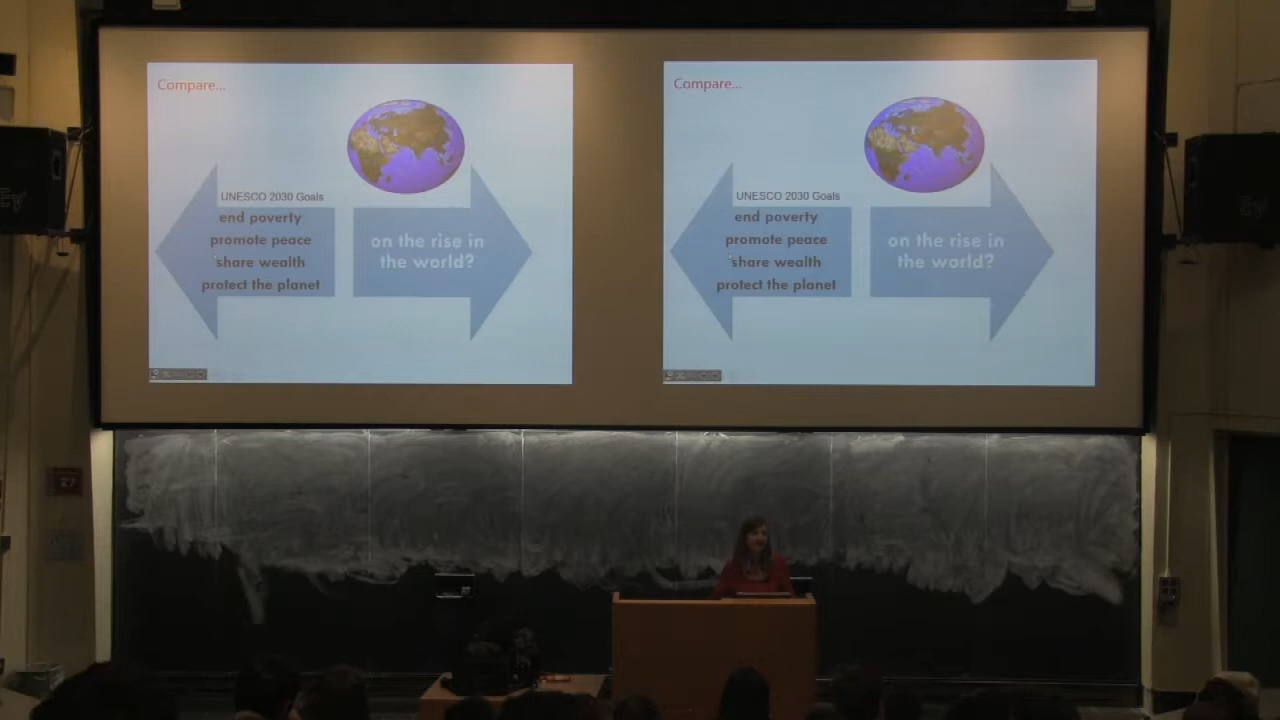 Compare...
UNESCO 2030 Goals
end poverty
promote peace
share wealth
protect the planet
on the rise in
the world?
Compare...
UNESCO 2030 Goals
end poverty
promote peace
share wealth
protect the planet
on the rise in
the world?
27